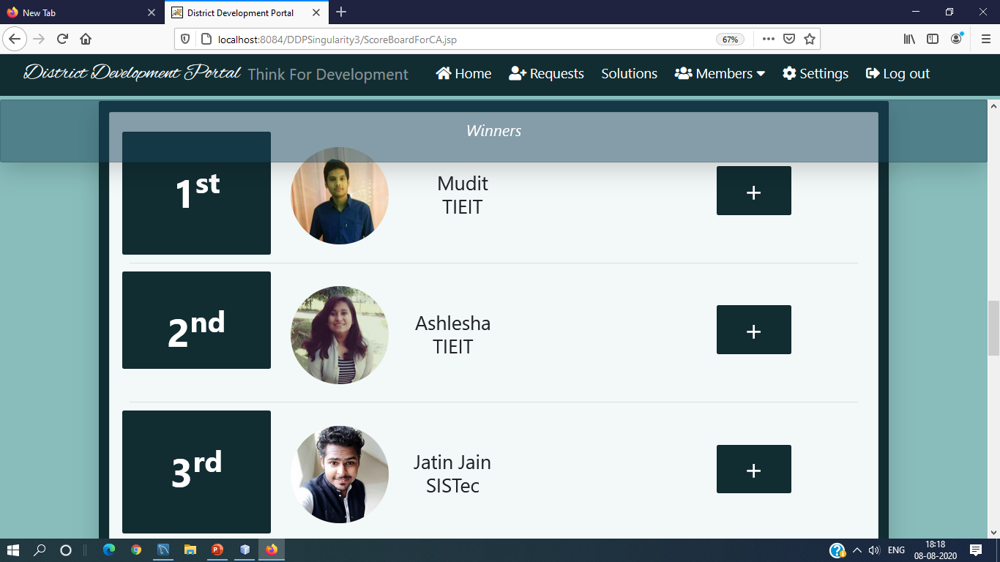 New Tab
District Development Portal
localhost:8084/DDPSingularity3/ScoreBoardForCA.jsp
67%
District Development Portal Think For Development
Home
Requests
Solutions
Members
Settings
Log out
Winners
1st
Mudit
TIEIT
+
2nd
Ashlesha
TIEIT
+
3rd
Jatin Jain
SISTec
+
ENG
18:18
08-08-2020